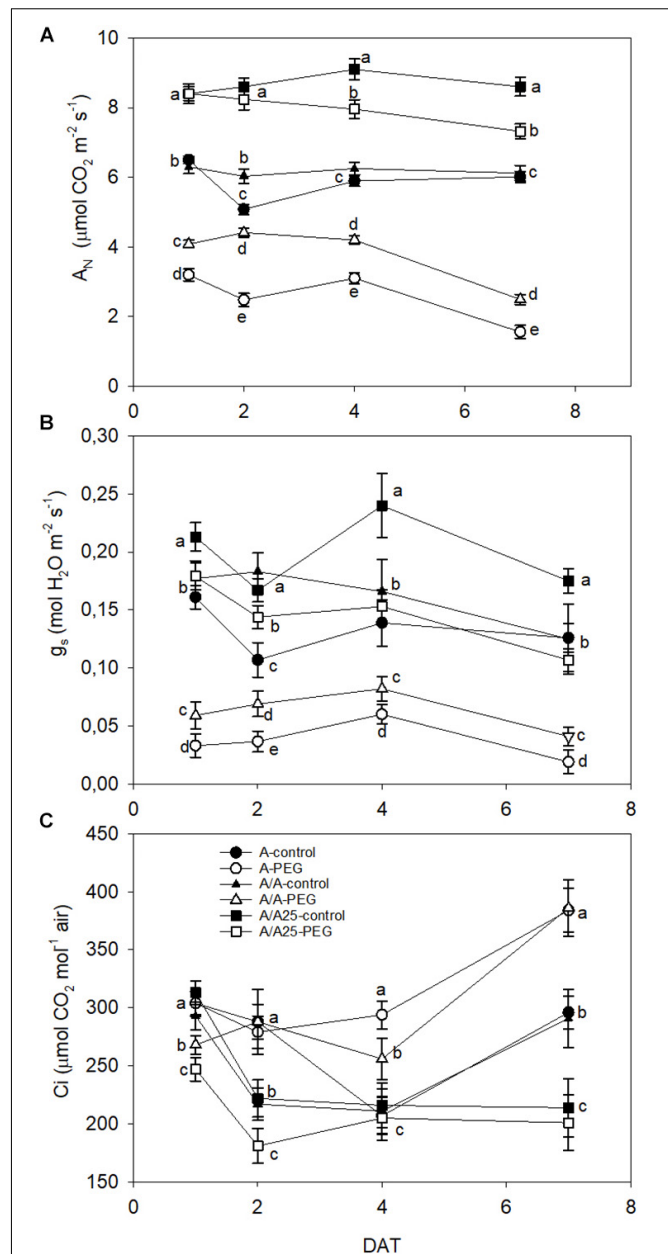 A
10
8
6
4
2
0
A_N (µmol CO₂ m⁻² s⁻¹)
a
a
a
a
b
b
b
b
c
c
c
c
d
d
d
d
e
e
e
0
2
4
6
8
B
0,30
0,25
0,20
0,15
0,10
0,05
0,00
g_s (mol H₂O m⁻² s⁻¹)
a
a
a
a
b
b
b
b
c
c
c
c
d
d
d
d
e
0
2
4
6
8
C
450
400
350
300
250
200
150
Ci (µmol CO₂ mol⁻¹ air)
A-control
A-PEG
A/A-control
A/A-PEG
A/A25-control
A/A25-PEG
a
a
a
a
b
b
b
b
c
c
c
c
0
2
4
6
8
DAT